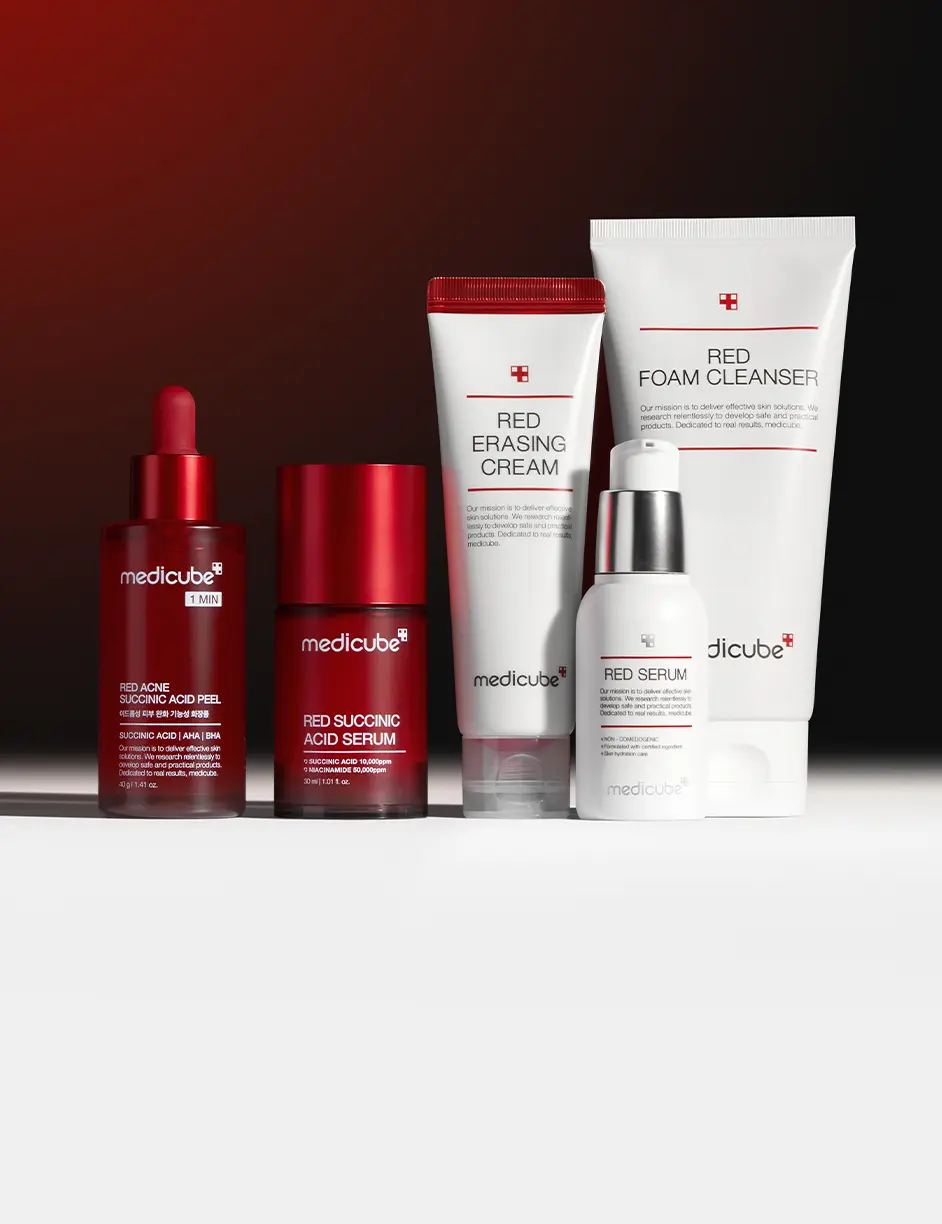 medicube
1 MIN
RED ACNE
SUCCINIC ACID PEEL
여드름성 피부 완화 기능성 화장품
SUCCINIC ACID | AHA | BHA
Our mission is to deliver effective skin
solutions. We research relentlessly to
develop safe and practical products.
Dedicated to real results, medicube.
40 g | 1.41 oz.
medicube
RED SUCCINIC
ACID SERUM
SUCCINIC ACID 10,000ppm
NIACINAMIDE 50,000ppm
30 ml | 1.01 fl. oz.
RED
ERASING
CREAM
Our mission is to deliver effective
skin solutions. We research relent-
lessly to develop safe and practical
products. Dedicated to real results,
medicube.
medicube
RED SERUM
Our mission is to deliver effective skin
solutions. We research relentlessly to
develop safe and practical products.
Dedicated to real results, medicube
NON - COMEDOGENIC
Formulated with certified ingredient
Skin hydration care
medicube
RED
FOAM CLEANSER
Our mission is to deliver effective skin solutions. We
research relentlessly to develop safe and practical
products. Dedicated to real results, medicube.
dicube